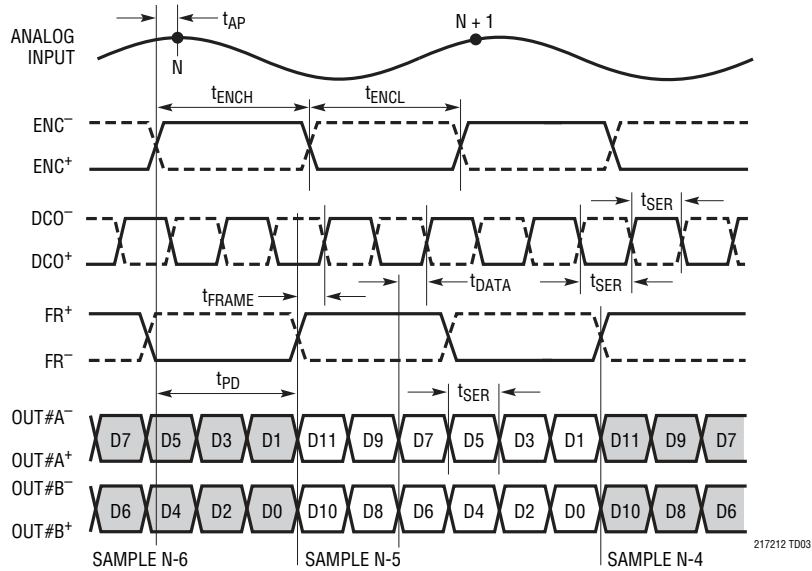 tAP
ANALOG
INPUT
N
N + 1
tENCH
tENCL
ENC–
ENC+
DCO–
DCO+
tSER
tFRAME
tDATA
tSER
FR+
FR–
tPD
tSER
OUT#A–
OUT#A+
D7 D5 D3 D1 D11 D9 D7 D5 D3 D1 D11 D9 D7
OUT#B–
OUT#B+
D6 D4 D2 D0 D10 D8 D6 D4 D2 D0 D10 D8 D6
SAMPLE N-6 SAMPLE N-5 SAMPLE N-4
217212 TD03